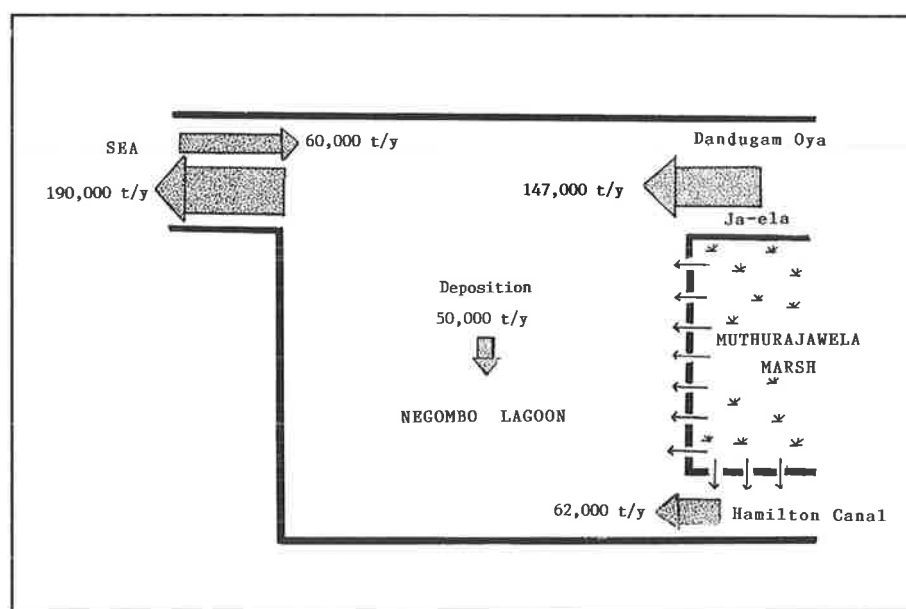 SEA
60,000 t/y
190,000 t/y
Dandugam Oya
147,000 t/y
Ja-ela
Deposition
50,000 t/y
MUTHURAJAWELA
MARSH
NEGOMBO LAGOON
62,000 t/y
Hamilton Canal